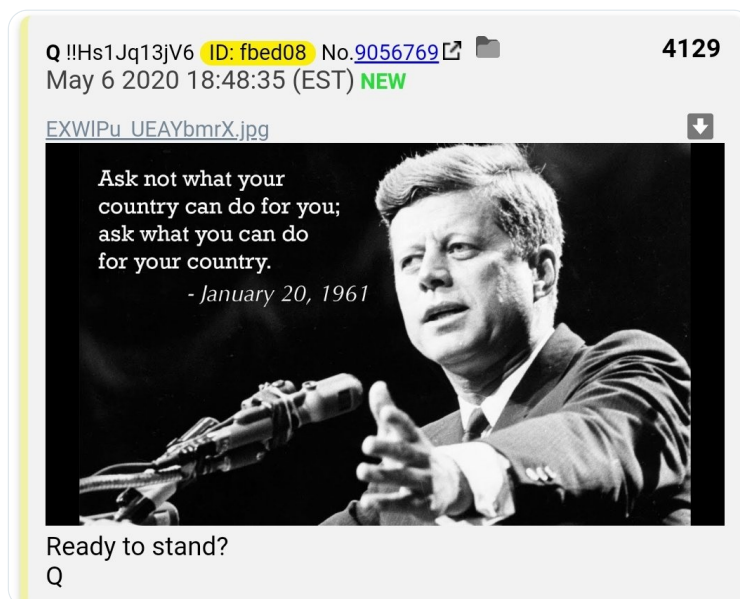 Q !!Hs1Jq13jV6 ID: fbed08 No.9056769 4129
May 6 2020 18:48:35 (EST) NEW
EXWlPu_UEAYbmrX.jpg
Ask not what your
country can do for you;
ask what you can do
for your country.
- January 20, 1961
Ready to stand?
Q